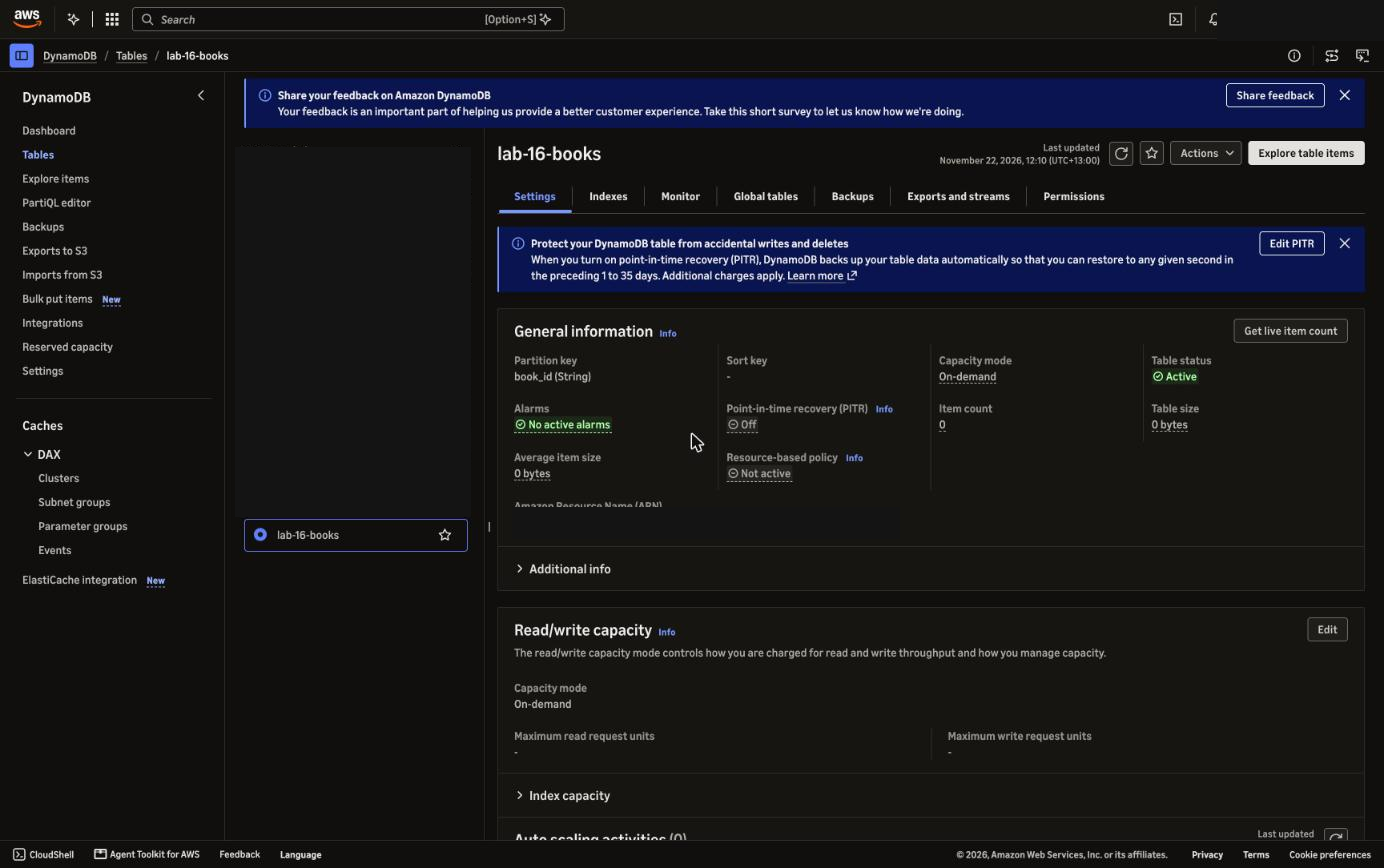 aws
Search [Option+S]
DynamoDB / Tables / lab-16-books
DynamoDB
Dashboard
Tables
Explore items
PartiQL editor
Backups
Exports to S3
Imports from S3
Bulk put items New
Integrations
Reserved capacity
Settings
Caches
DAX
Clusters
Subnet groups
Parameter groups
Events
ElastiCache integration New
Share your feedback on Amazon DynamoDB
Your feedback is an important part of helping us provide a better customer experience. Take this short survey to let us know how we're doing.
Share feedback
lab-16-books
lab-16-books
Last updated
November 22, 2026, 12:10 (UTC+13:00)
Actions
Explore table items
Settings Indexes Monitor Global tables Backups Exports and streams Permissions
Protect your DynamoDB table from accidental writes and deletes
When you turn on point-in-time recovery (PITR), DynamoDB backs up your table data automatically so that you can restore to any given second in
the preceding 1 to 35 days. Additional charges apply. Learn more
Edit PITR
General information Info
Get live item count
Partition key
book_id (String)
Sort key
-
Capacity mode
On-demand
Table status
Active
Alarms
No active alarms
Point-in-time recovery (PITR) Info
Off
Item count
0
Table size
0 bytes
Average item size
0 bytes
Resource-based policy Info
Not active
Amazon Resource Name (ARN)
Additional info
Read/write capacity Info
Edit
The read/write capacity mode controls how you are charged for read and write throughput and how you manage capacity.
Capacity mode
On-demand
Maximum read request units
-
Maximum write request units
-
Index capacity
Auto scaling activities (0)
Last updated
CloudShell Agent Toolkit for AWS Feedback Language
© 2026, Amazon Web Services, Inc. or its affiliates. Privacy Terms Cookie preferences